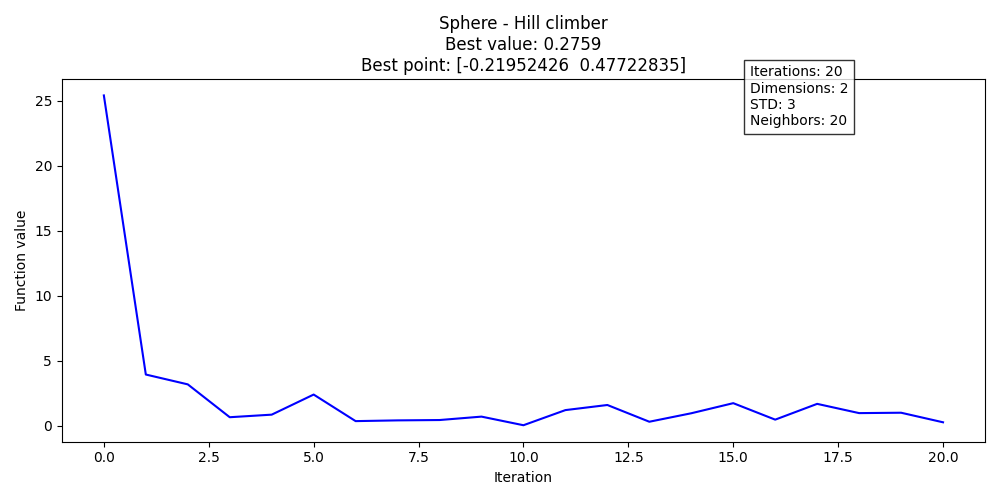 Sphere - Hill climber
Best value: 0.2759
Best point: [-0.21952426  0.47722835]
Iterations: 20
Dimensions: 2
STD: 3
Neighbors: 20
Function value
25
20
15
10
5
0
0.0
2.5
5.0
7.5
10.0
12.5
15.0
17.5
20.0
Iteration